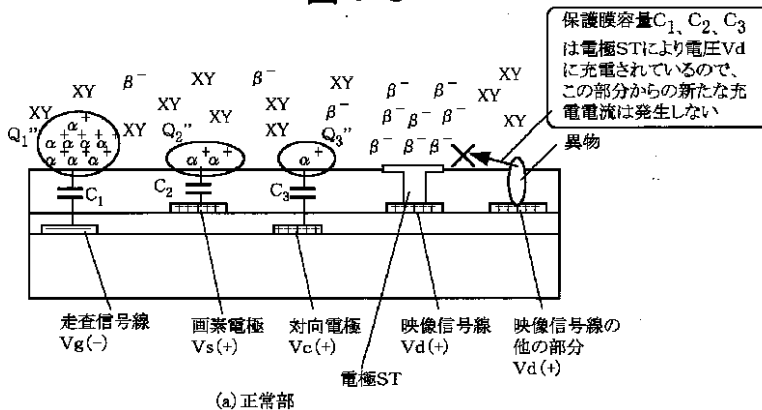 保護膜容量C₁、C₂、C₃
は電極STにより電圧Vd
に充電されているので、
この部分からの新たな充
電電流は発生しない
XY β⁻ XY β⁻ XY β⁻ β⁻ XY
XY α⁺ XY XY β⁻ β⁻ β⁻ β⁻ XY XY
Q₁'' α⁺ α⁺ α⁺ α⁺ XY Q₂'' XY Q₃'' β⁻ β⁻ β⁻ 異物
α α α⁺ α α⁺ α⁺
C₁ C₂ C₃
ST
走査信号線 画素電極 対向電極 映像信号線 映像信号線の
Vg(-) Vs(+) Vc(+) Vd(+) 他の部分
Vd(+)
電極ST
(a)正常部